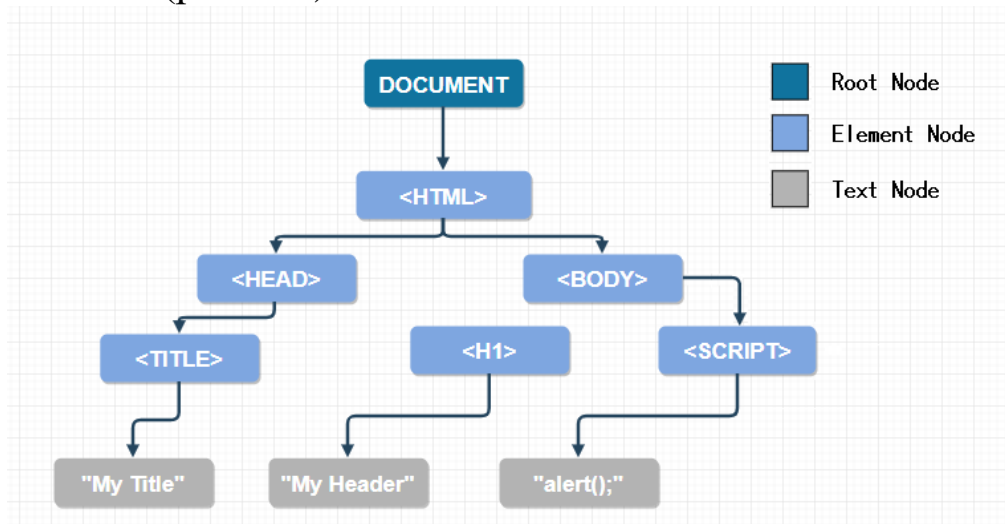 DOCUMENT
Root Node
Element Node
Text Node
<HTML>
<HEAD>
<BODY>
<TITLE>
<H1>
<SCRIPT>
"My Title"
"My Header"
"alert();"